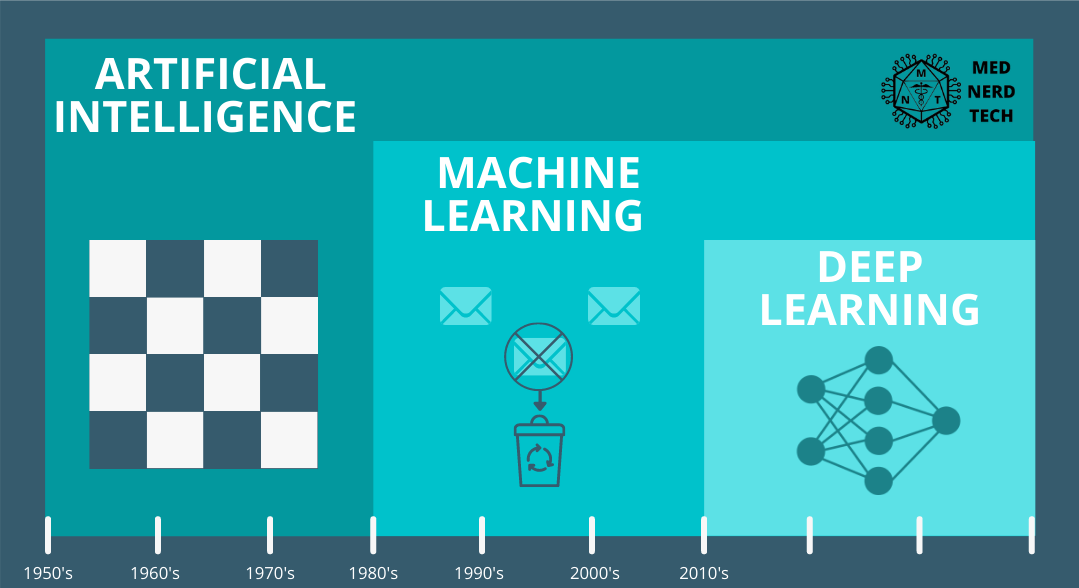 ARTIFICIAL
INTELLIGENCE
M
N T
MED
NERD
TECH
MACHINE
LEARNING
DEEP
LEARNING
1950's 1960's 1970's 1980's 1990's 2000's 2010's